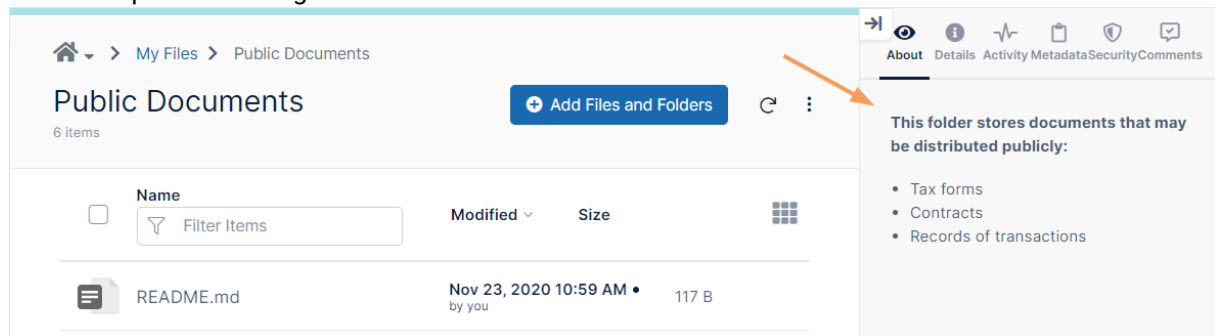 My Files
Public Documents
Public Documents
6 items
Add Files and Folders
Name
Filter Items
Modified
Size
README.md
Nov 23, 2020 10:59 AM
by you
117 B
About
Details
Activity
Metadata
Security
Comments
This folder stores documents that may
be distributed publicly:
• Tax forms
• Contracts
• Records of transactions